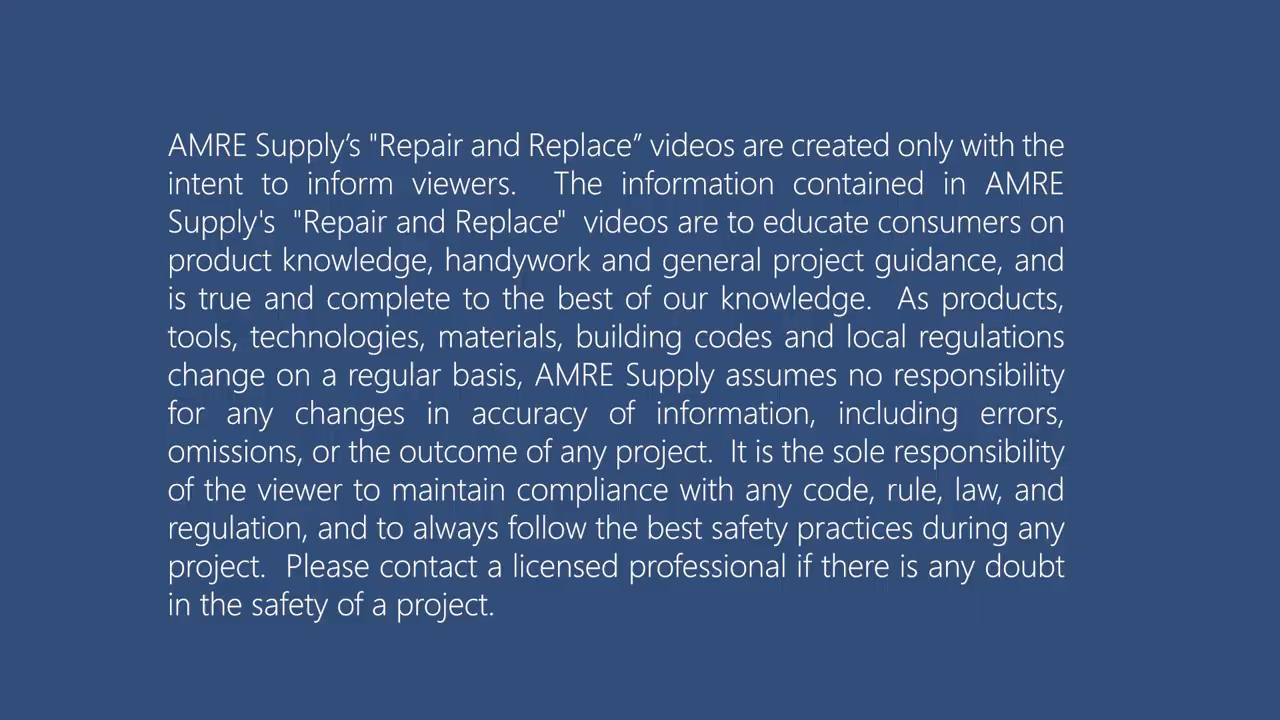 AMRE Supply’s "Repair and Replace” videos are created only with the
intent to inform viewers.  The information contained in AMRE
Supply's  "Repair and Replace"  videos are to educate consumers on
product knowledge, handywork and general project guidance, and
is true and complete to the best of our knowledge.  As products,
tools, technologies, materials, building codes and local regulations
change on a regular basis, AMRE Supply assumes no responsibility
for any changes in accuracy of information, including errors,
omissions, or the outcome of any project.  It is the sole responsibility
of the viewer to maintain compliance with any code, rule, law, and
regulation, and to always follow the best safety practices during any
project.  Please contact a licensed professional if there is any doubt
in the safety of a project.